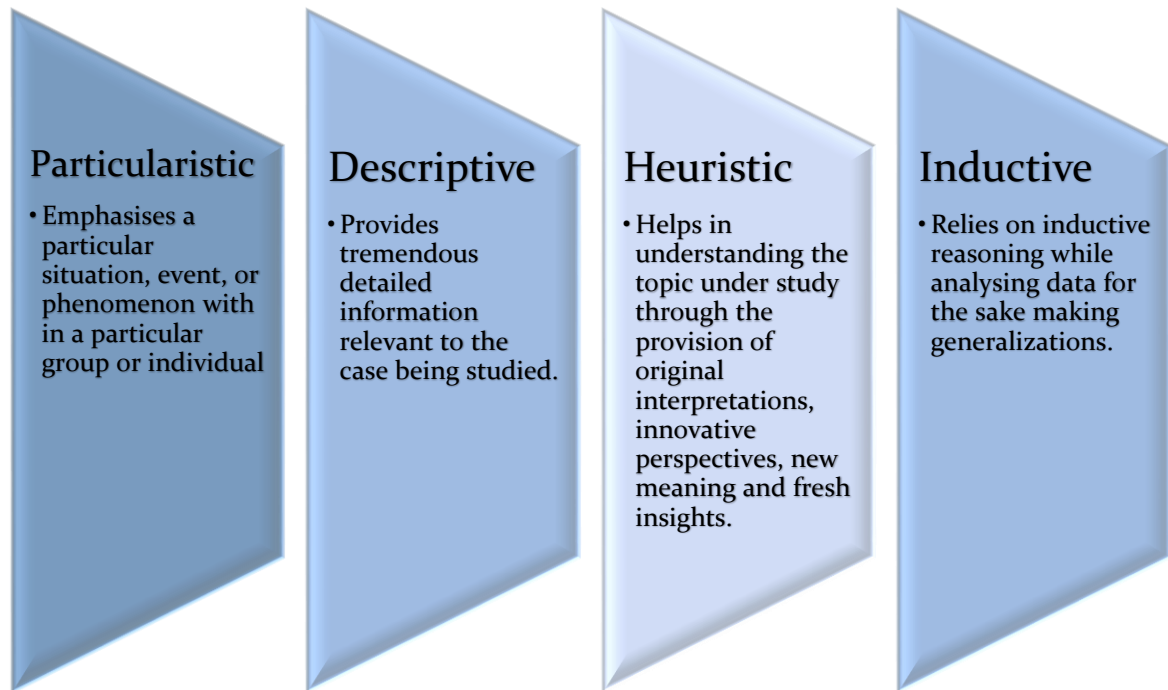 Particularistic
• Emphasises a
particular
situation, event, or
phenomenon with
in a particular
group or individual
Descriptive
• Provides
tremendous
detailed
information
relevant to the
case being studied.
Heuristic
• Helps in
understanding the
topic under study
through the
provision of
original
interpretations,
innovative
perspectives, new
meaning and fresh
insights.
Inductive
• Relies on inductive
reasoning while
analysing data for
the sake making
generalizations.